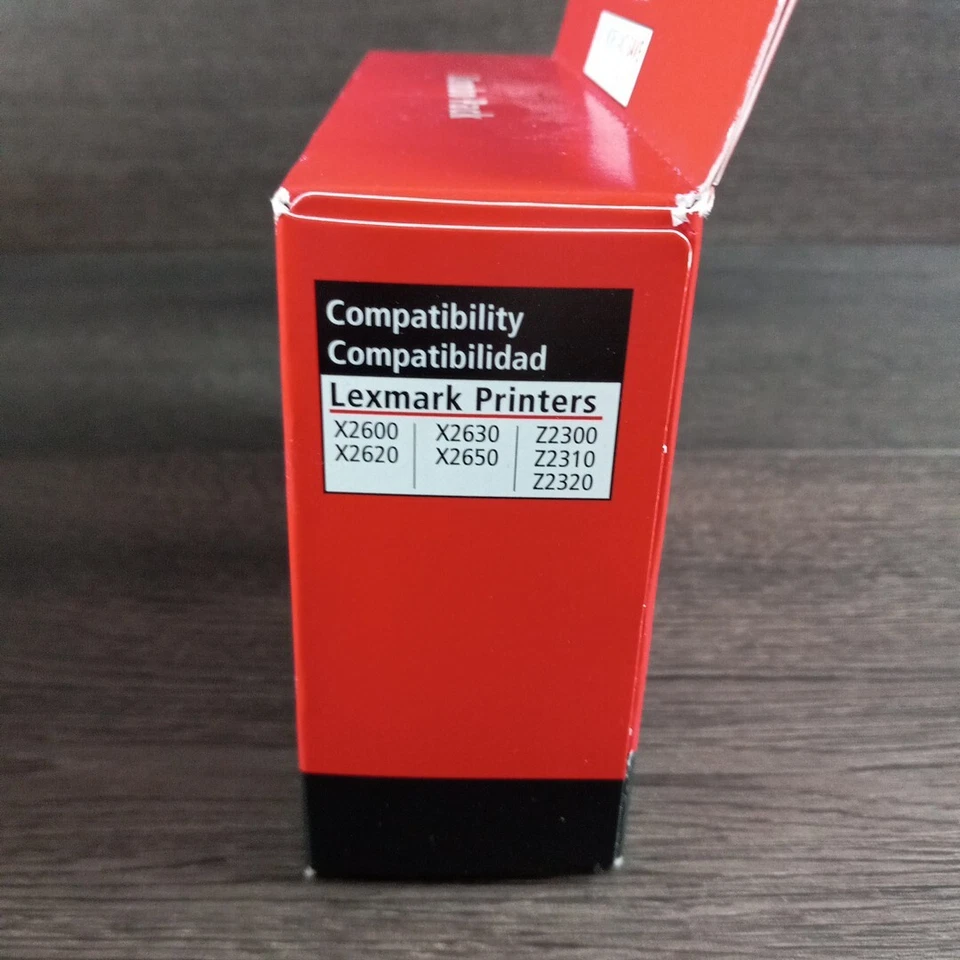 Compatibility
Compatibilidad
Lexmark Printers
X2600 X2630 Z2300
X2620 X2650 Z2310
Z2320